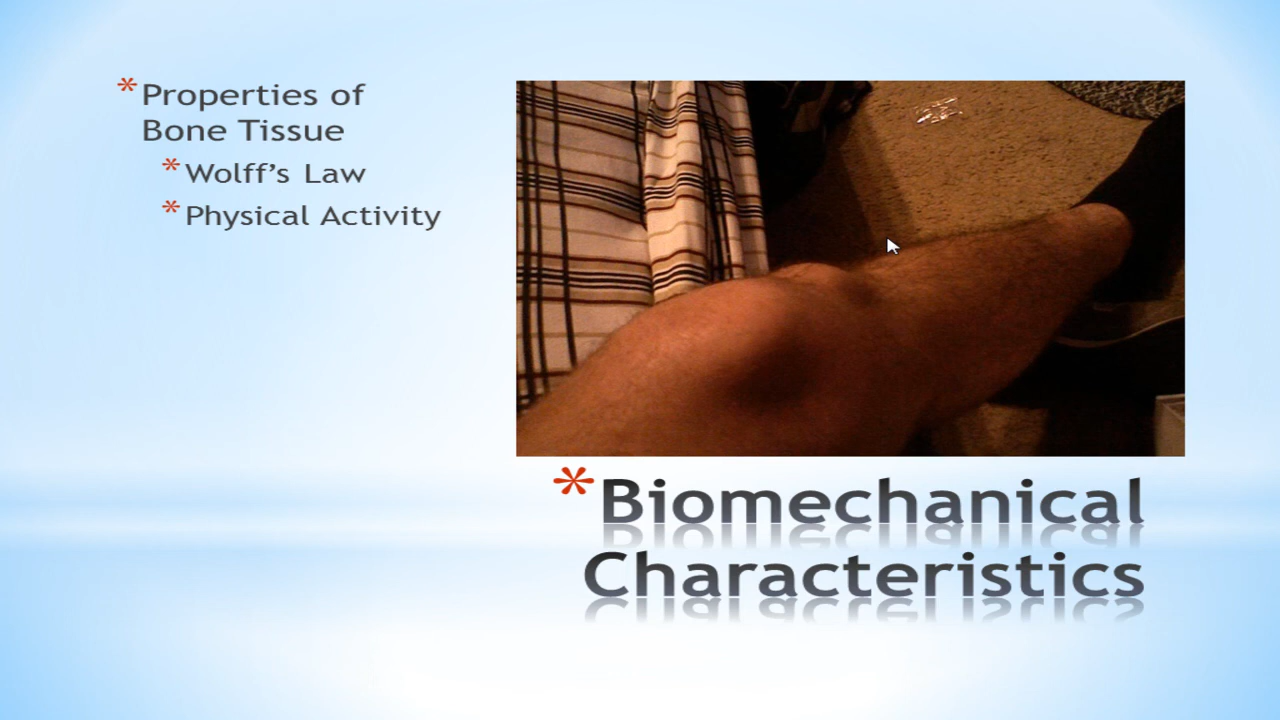 * Properties of
Bone Tissue
* Wolff’s Law
* Physical Activity
* Biomechanical
Characteristics